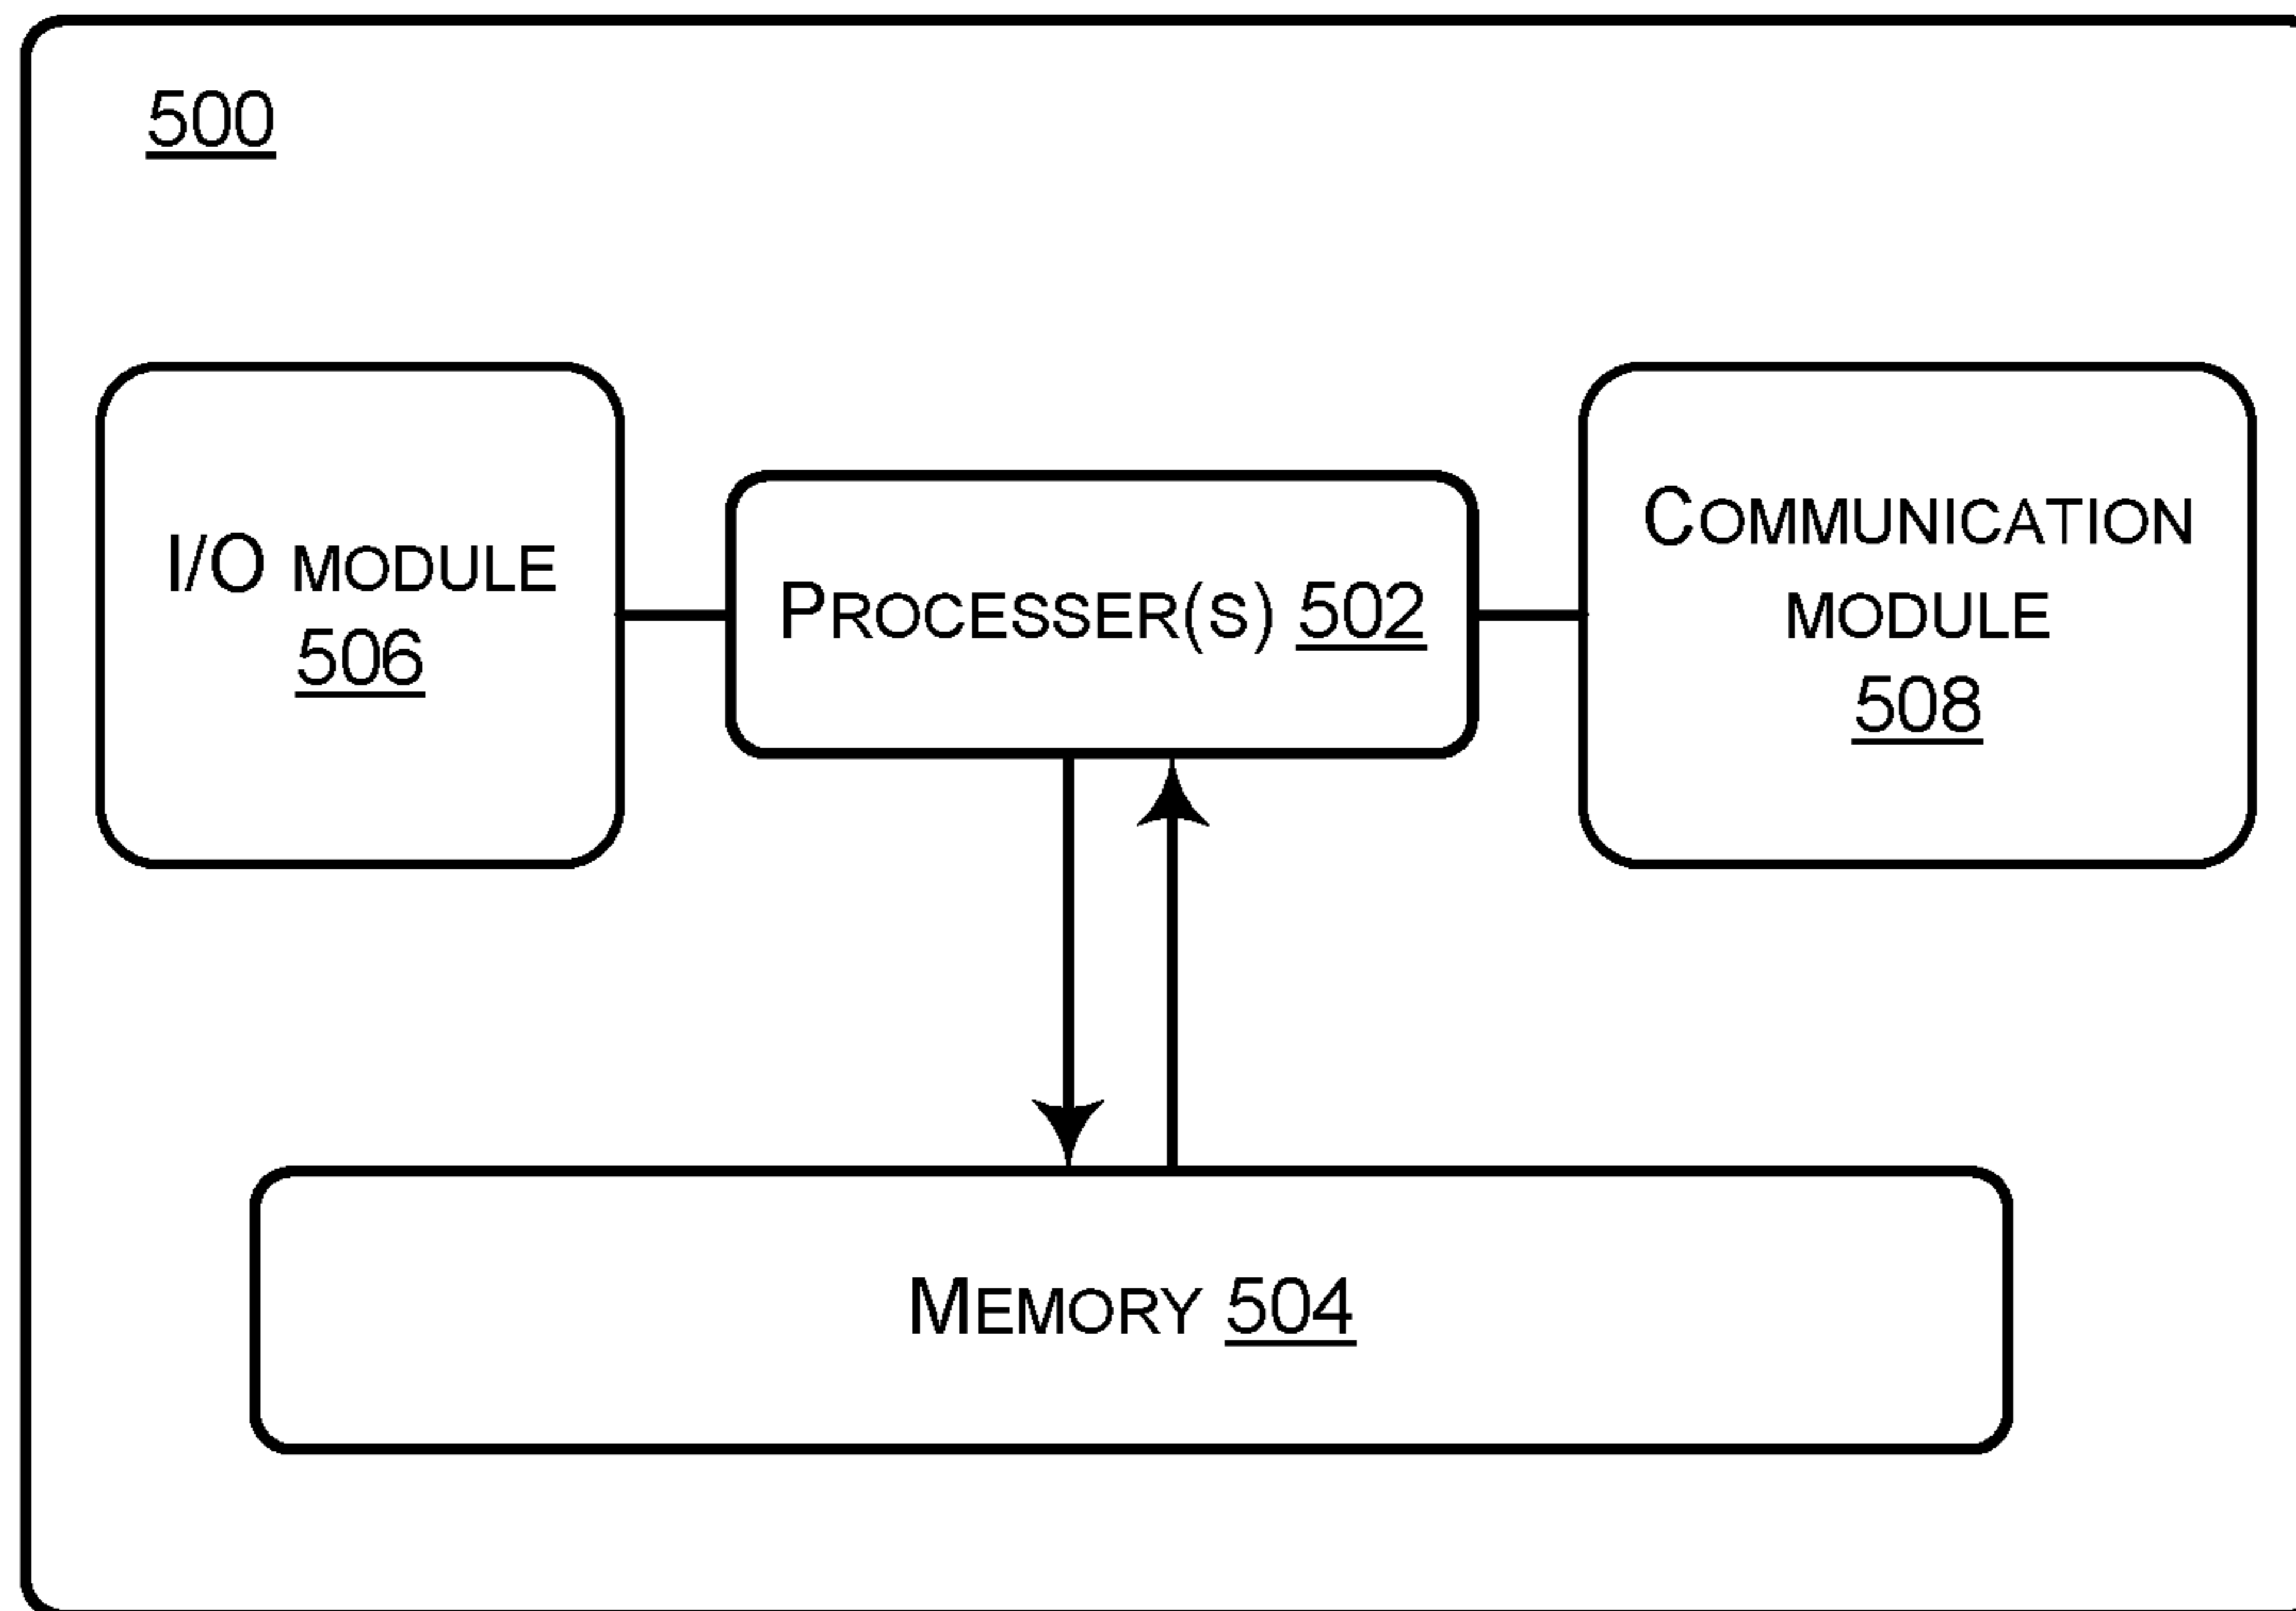 500
I/O MODULE
506
PROCESSER(S) 502
COMMUNICATION
MODULE
508
MEMORY 504